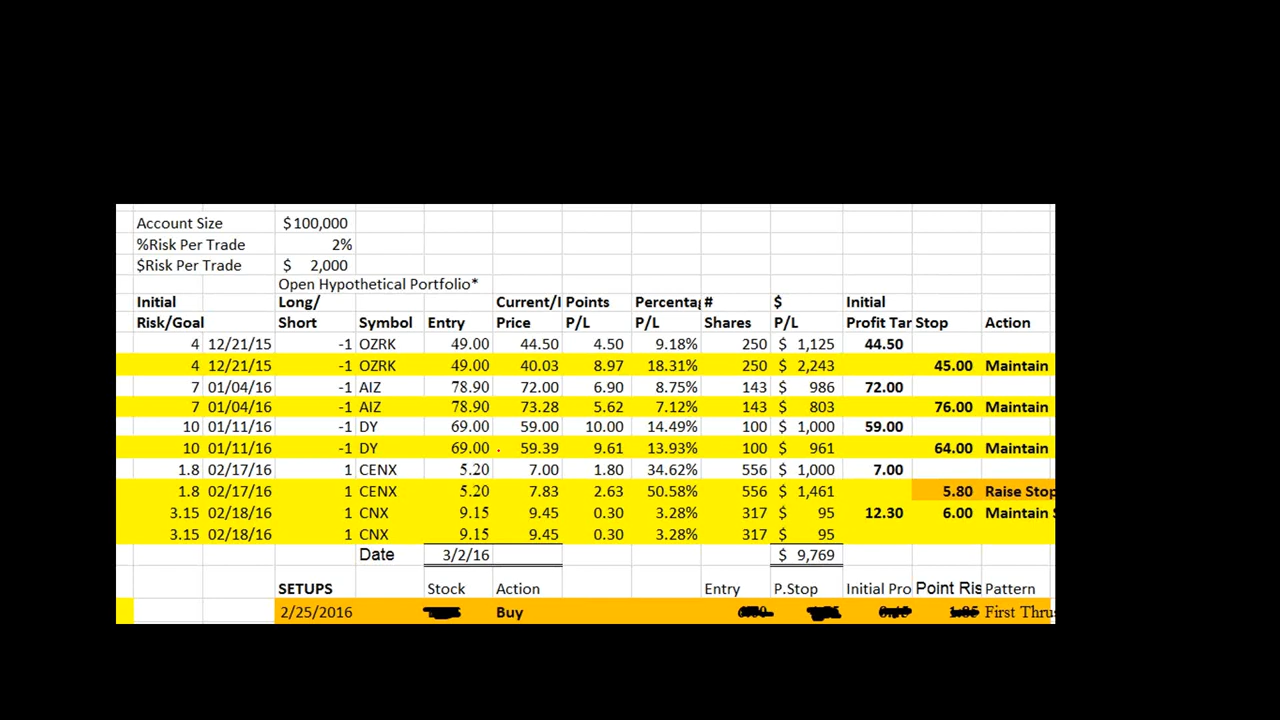 Account Size $ 100,000
%Risk Per Trade 2%
$Risk Per Trade $ 2,000
Open Hypothetical Portfolio*
Initial Long/ Current/I Points Percentag # $ Initial
Risk/Goal Short Symbol Entry Price P/L P/L Shares P/L Profit Tar Stop Action
4 12/21/15 -1 OZRK 49.00 44.50 4.50 9.18% 250 $ 1,125 44.50
4 12/21/15 -1 OZRK 49.00 40.03 8.97 18.31% 250 $ 2,243 45.00 Maintain
7 01/04/16 -1 AIZ 78.90 72.00 6.90 8.75% 143 $ 986 72.00
7 01/04/16 -1 AIZ 78.90 73.28 5.62 7.12% 143 $ 803 76.00 Maintain
10 01/11/16 -1 DY 69.00 59.00 10.00 14.49% 100 $ 1,000 59.00
10 01/11/16 -1 DY 69.00 59.39 9.61 13.93% 100 $ 961 64.00 Maintain
1.8 02/17/16 1 CENX 5.20 7.00 1.80 34.62% 556 $ 1,000 7.00
1.8 02/17/16 1 CENX 5.20 7.83 2.63 50.58% 556 $ 1,461 5.80 Raise Stop
3.15 02/18/16 1 CNX 9.15 9.45 0.30 3.28% 317 $ 95 12.30 6.00 Maintain S
3.15 02/18/16 1 CNX 9.15 9.45 0.30 3.28% 317 $ 95
Date 3/2/16 $ 9,769
SETUPS Stock Action Entry P.Stop Initial Pro Point Ris Pattern
2/25/2016 Buy First Thru